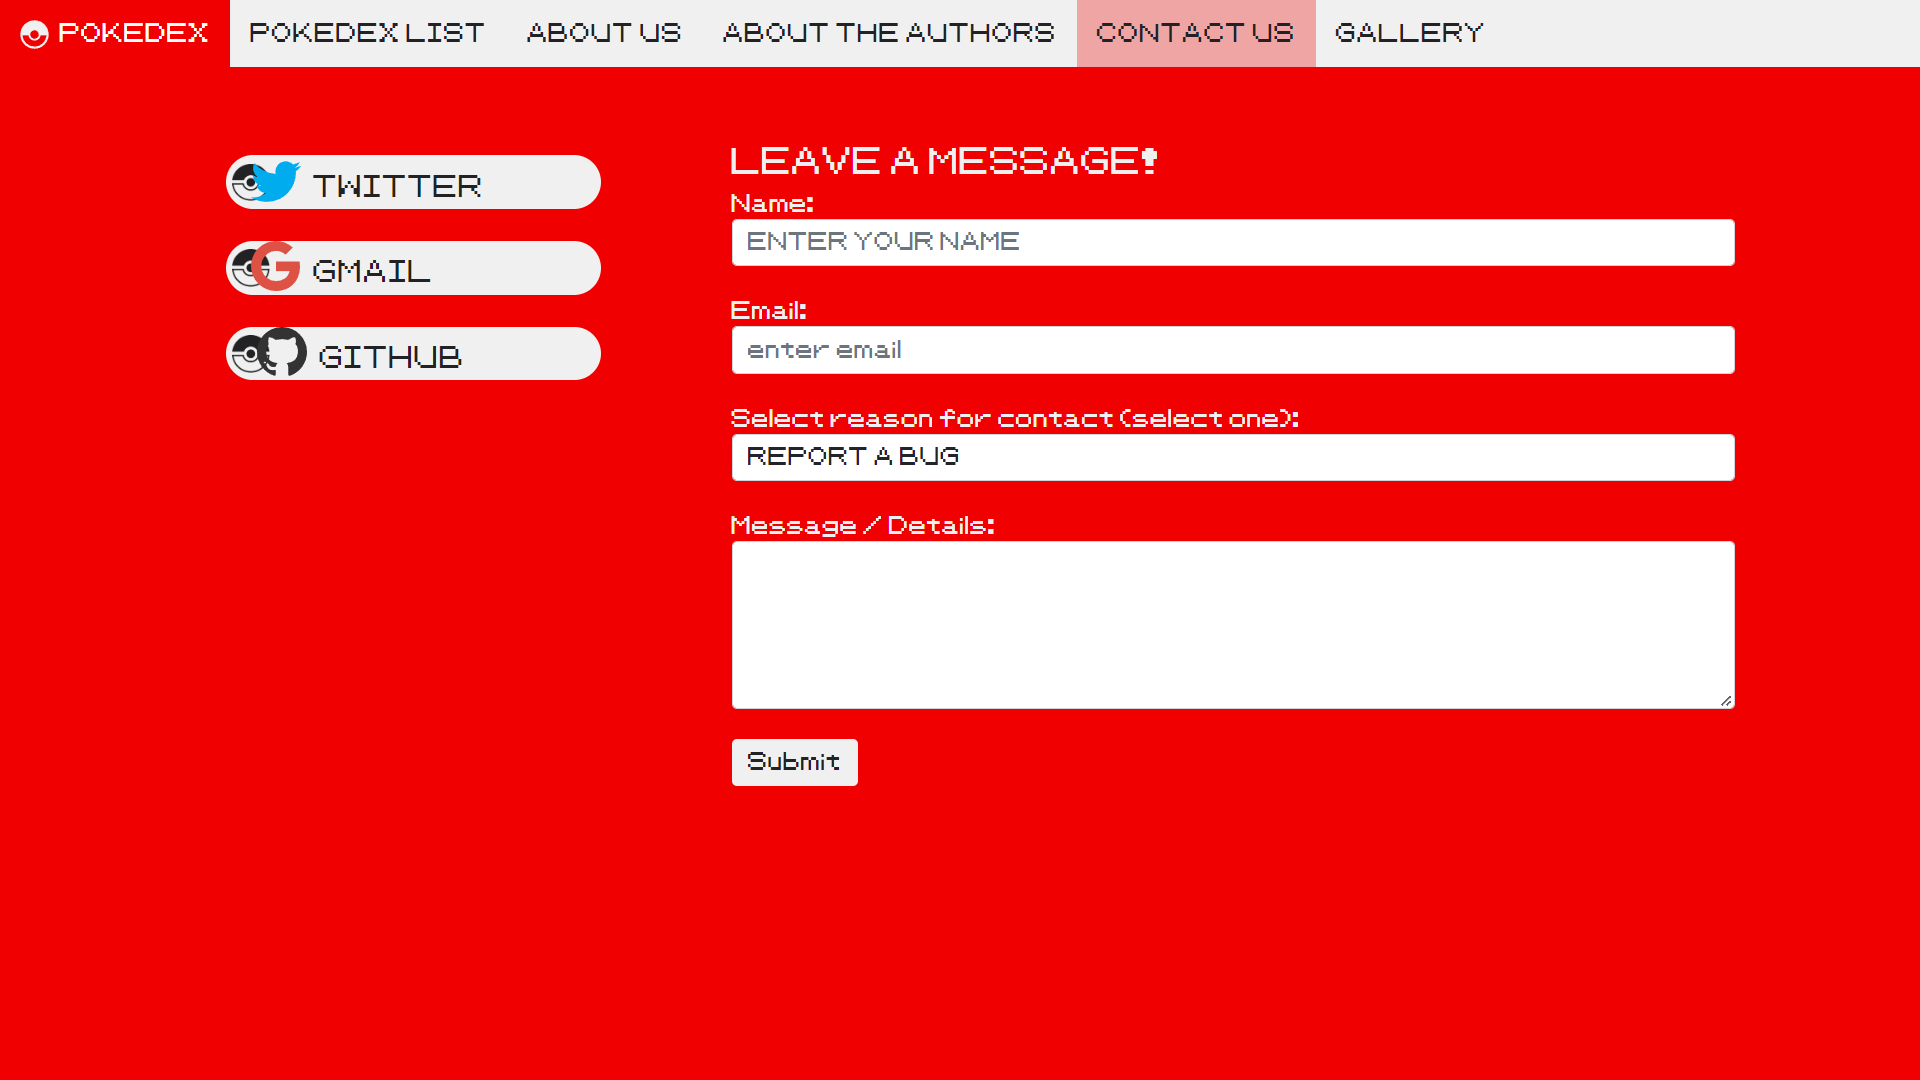 POKEDEX POKEDEX LIST ABOUT US ABOUT THE AUTHORS CONTACT US GALLERY
TWITTER
GMAIL
GITHUB
LEAVE A MESSAGE!
Name:
ENTER YOUR NAME
Email:
enter email
Select reason for contact (select one):
REPORT A BUG
Message / Details:
Submit